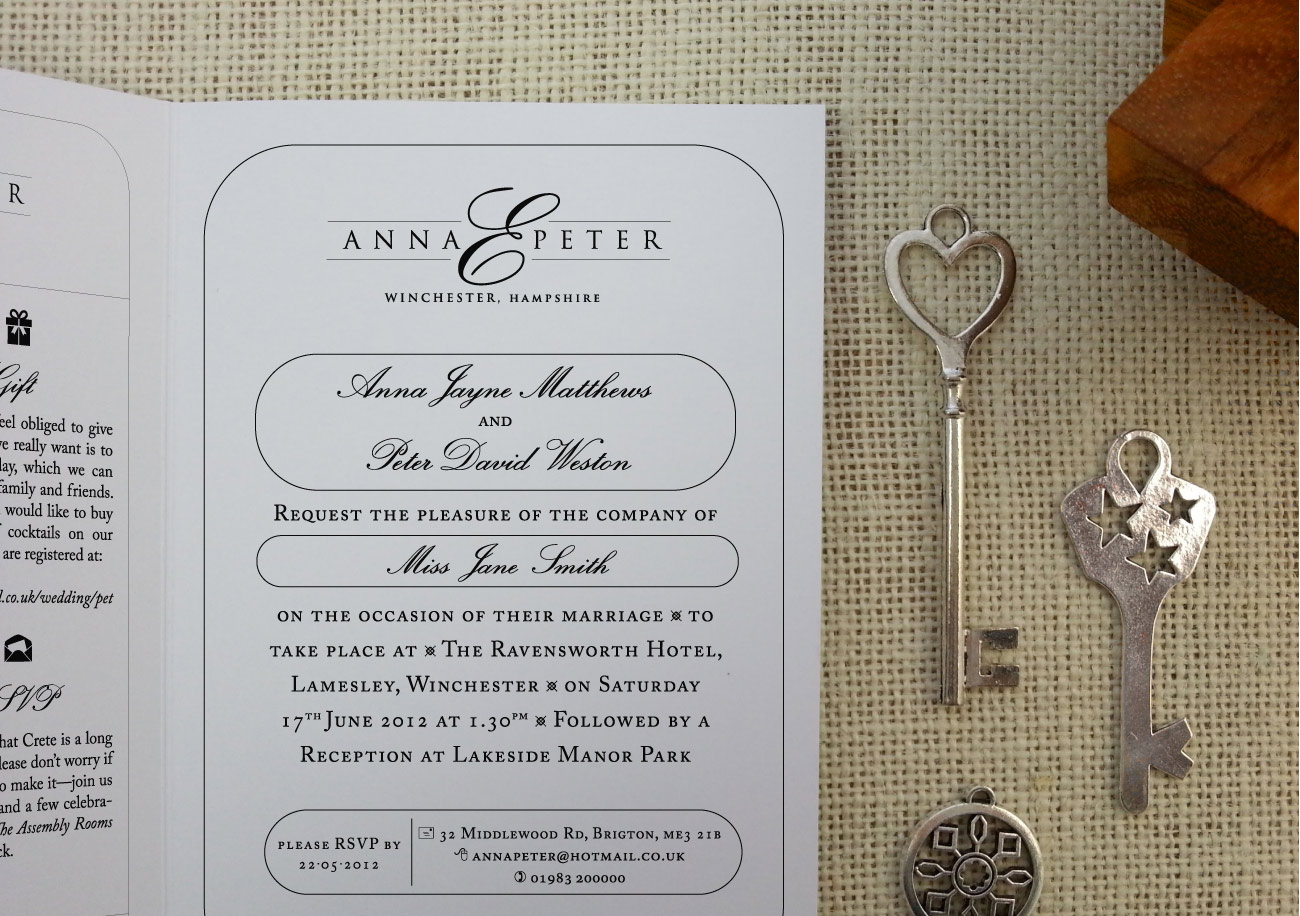 R
Gift
feel obliged to give
we really want is to
day, which we can
family and friends.
would like to buy
cocktails on our
are registered at:
l.co.uk/wedding/pet
SVP
hat Crete is a long
lease don't worry if
o make it—join us
and a few celebra-
The Assembly Rooms
ck.
ANNA & PETER
WINCHESTER, HAMPSHIRE
Anna Jayne Matthews
AND
Peter David Weston
REQUEST THE PLEASURE OF THE COMPANY OF
Miss Jane Smith
ON THE OCCASION OF THEIR MARRIAGE ¤ TO
TAKE PLACE AT ¤ THE RAVENSWORTH HOTEL,
LAMESLEY, WINCHESTER ¤ ON SATURDAY
17TH JUNE 2012 AT 1.30PM ¤ FOLLOWED BY A
RECEPTION AT LAKESIDE MANOR PARK
PLEASE RSVP BY
22·05·2012
32 MIDDLEWOOD RD, BRIGTON, ME3 21B
ANNAPETER@HOTMAIL.CO.UK
01983 200000